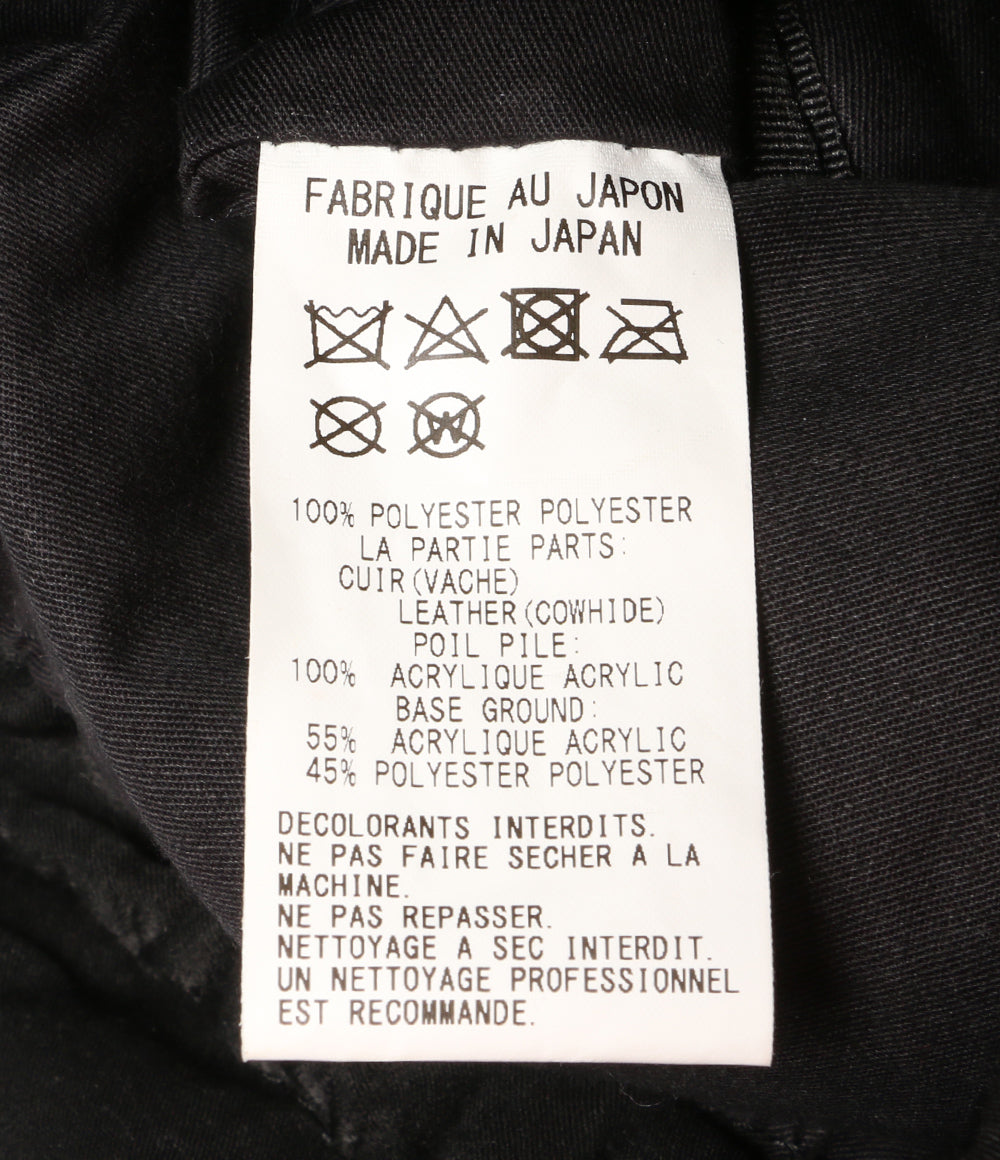 FABRIQUE AU JAPON
MADE IN JAPAN
W
100% POLYESTER POLYESTER
LA PARTIE PARTS:
CUIR(VACHE)
LEATHER(COWHIDE)
POIL PILE:
100% ACRYLIQUE ACRYLIC
BASE GROUND:
55% ACRYLIQUE ACRYLIC
45% POLYESTER POLYESTER
DECOLORANTS INTERDITS.
NE PAS FAIRE SECHER A LA
MACHINE.
NE PAS REPASSER.
NETTOYAGE A SEC INTERDIT.
UN NETTOYAGE PROFESSIONNEL
EST RECOMMANDE.